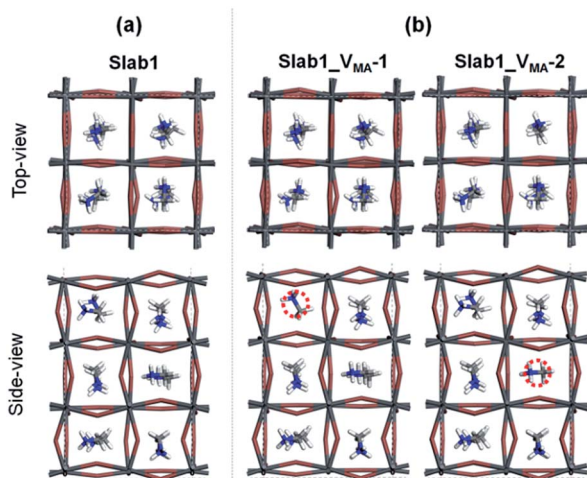 (a)
(b)
Slab1
Slab1_VMA-1
Slab1_VMA-2
Top-view
Side-view